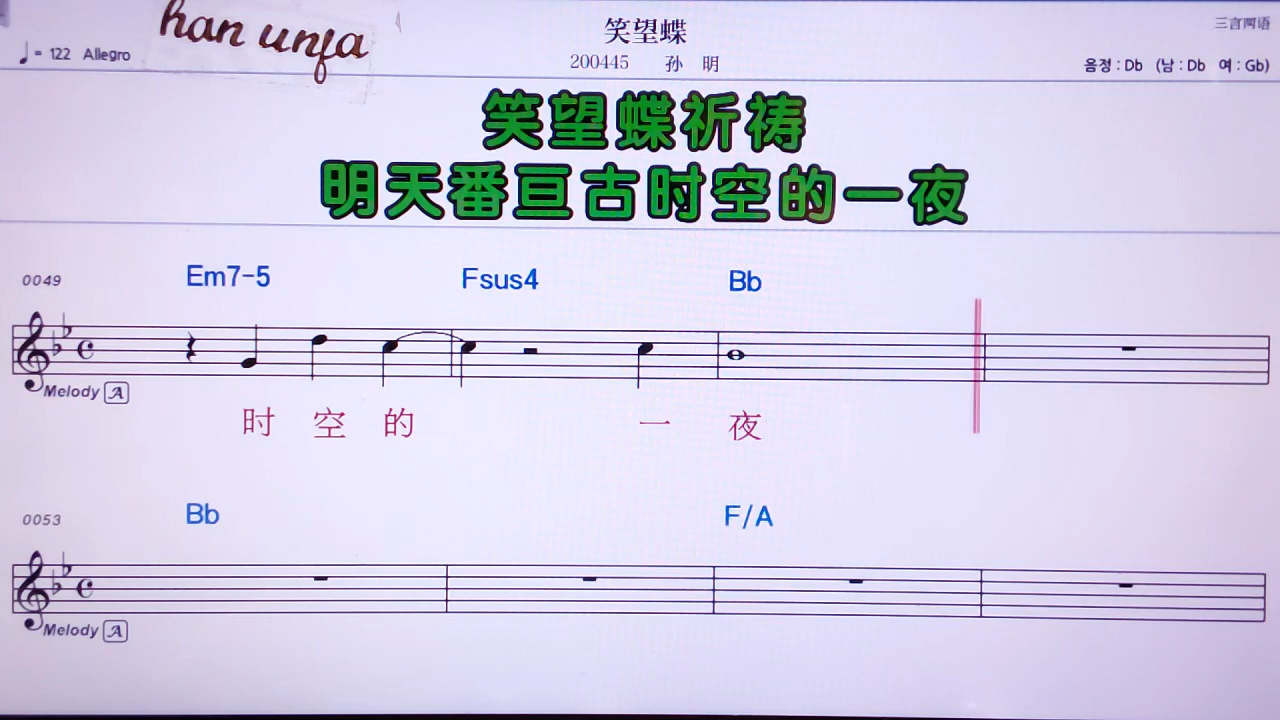 han unfa
笑望蝶
三言两语
♩= 122 Allegro
200445 孙 明
음정 : Db (남 : Db 여 : Gb)
笑望蝶祈祷
明天番亘古时空的一夜
0049 Em7-5 Fsus4 Bb
Melody A
时 空 的 一 夜
0053 Bb F/A
Melody A